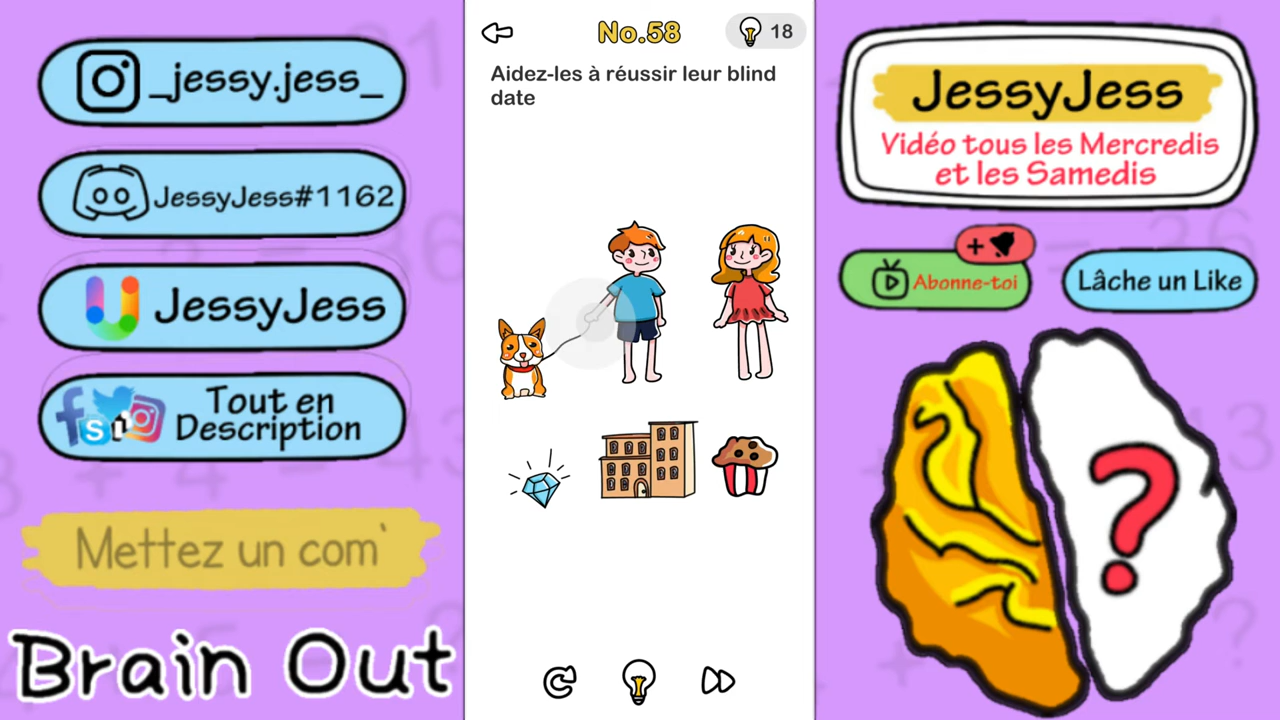 _jessy.jess_
JessyJess#1162
JessyJess
Tout en
Description
Mettez un com'
Brain Out
No.58
18
Aidez-les à réussir leur blind
date
JessyJess
Vidéo tous les Mercredis
et les Samedis
+
Abonne-toi
Lâche un Like
?